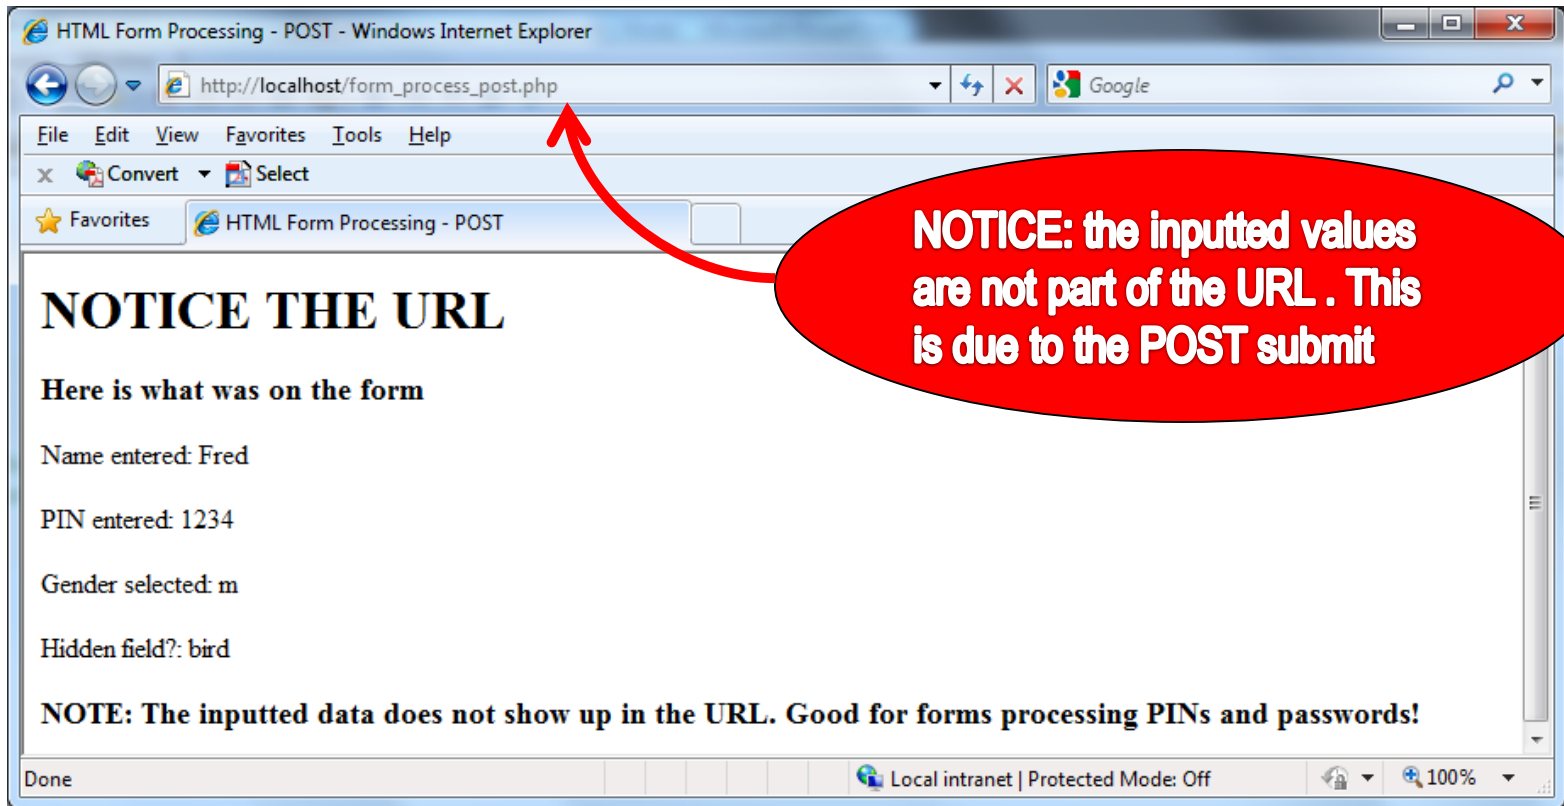 HTML Form Processing - POST - Windows Internet Explorer
http://localhost/form_process_post.php
Google
File Edit View Favorites Tools Help
x Convert Select
Favorites HTML Form Processing - POST
NOTICE: the inputted values
are not part of the URL . This
is due to the POST submit
NOTICE THE URL
Here is what was on the form
Name entered: Fred
PIN entered: 1234
Gender selected: m
Hidden field?: bird
NOTE: The inputted data does not show up in the URL. Good for forms processing PINs and passwords!
Done Local intranet | Protected Mode: Off 100%